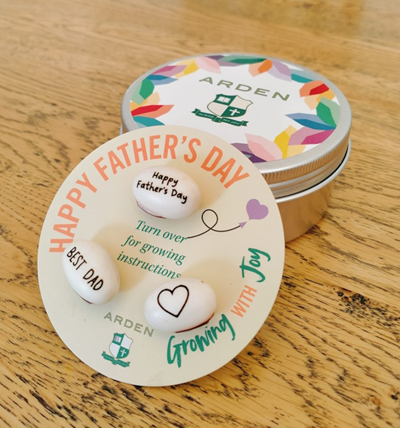 ARDEN
HAPPY FATHER'S DAY
Happy
Father's Day
Turn over
for growing
instructions
BEST DAD
ARDEN
Growing WITH Joy